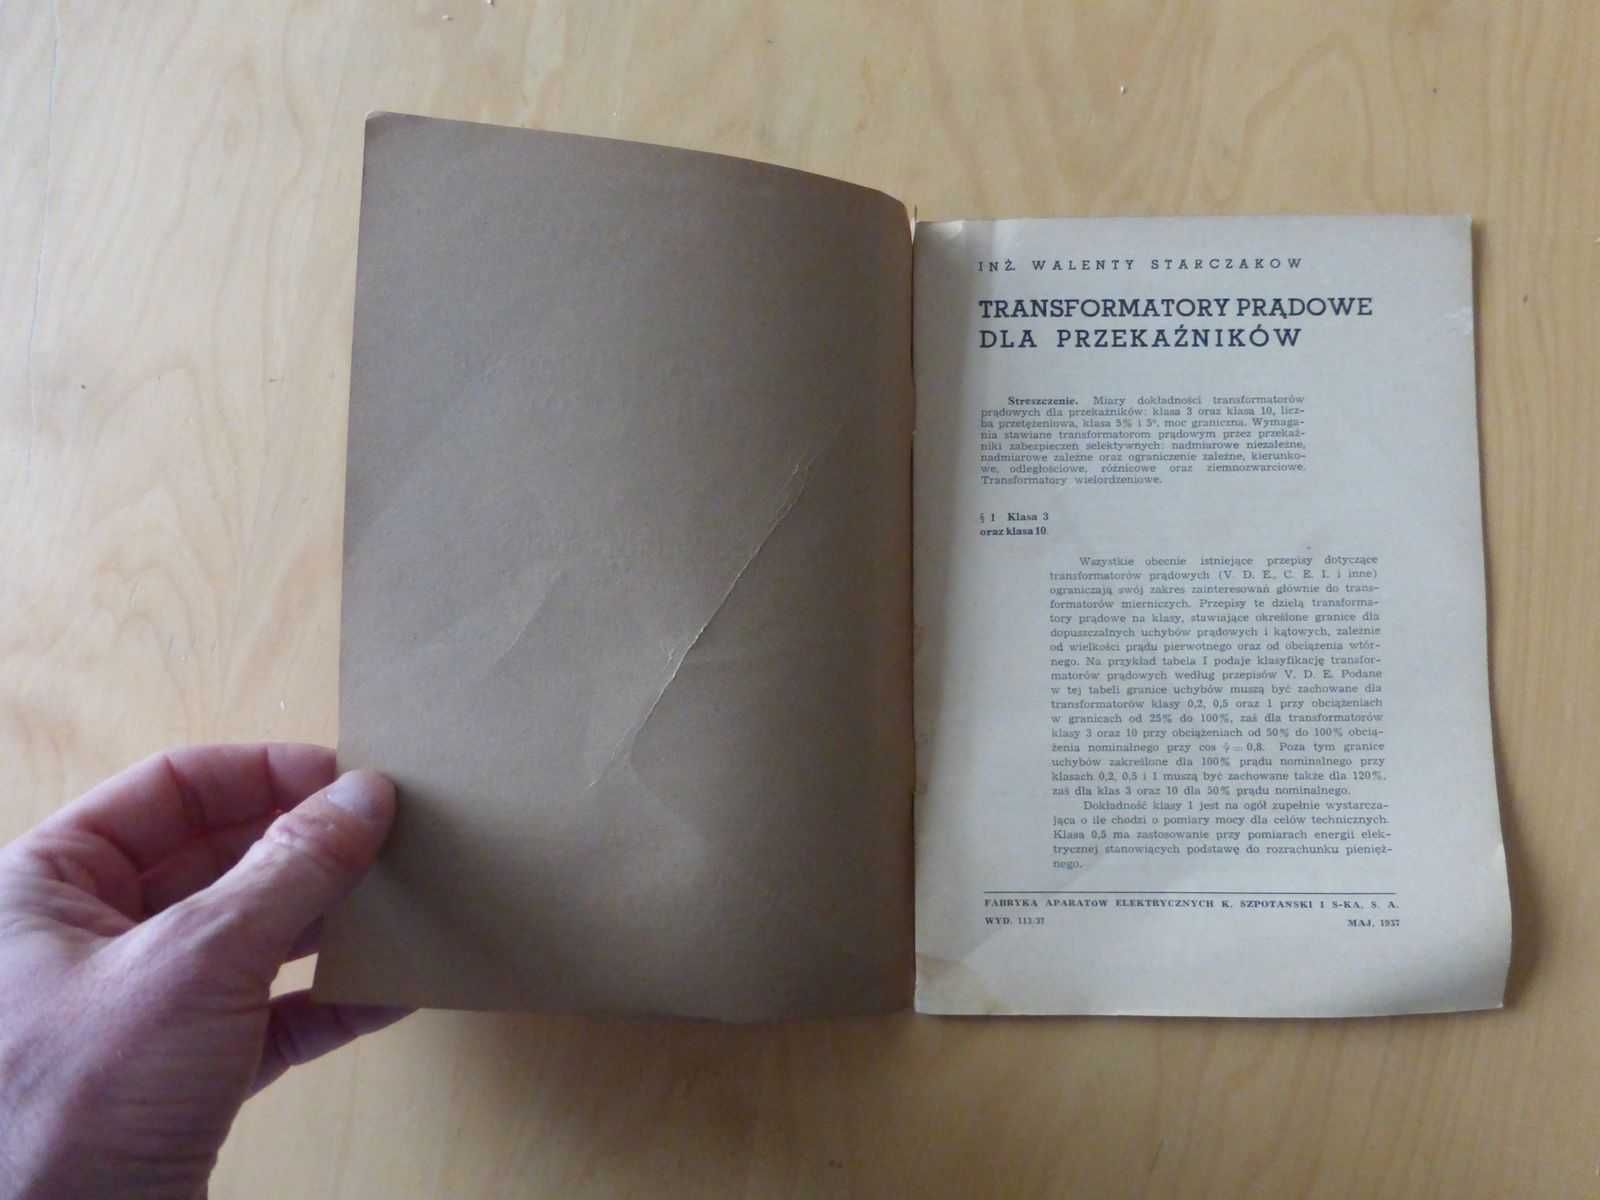 INŻ. WALENTY STARCZAKOW
TRANSFORMATORY PRĄDOWE
DLA PRZEKAŹNIKÓW
Streszczenie. Miary dokładności transformatorów
prądowych dla przekaźników: klasa 3 oraz klasa 10, licz-
ba przetężeniowa, klasa 5% i 5°, moc graniczna. Wymaga-
nia stawiane transformatorom prądowym przez przekaź-
niki zabezpieczeń selektywnych: nadmiarowe niezależne,
nadmiarowe zależne oraz ograniczenie zależne, kierunko-
we, odległościowe, różnicowe oraz ziemnozwarciowe.
Transformatory wielordzeniowe.
§ 1 Klasa 3
oraz klasa 10.
Wszystkie obecnie istniejące przepisy dotyczące
transformatorów prądowych (V. D. E., C. E. I. i inne)
ograniczają swój zakres zainteresowań głównie do trans-
formatorów mierniczych. Przepisy te dzielą transforma-
tory prądowe na klasy, stawiające określone granice dla
dopuszczalnych uchybów prądowych i kątowych, zależnie
od wielkości prądu pierwotnego oraz od obciążenia wtór-
nego. Na przykład tabela I podaje klasyfikację transfor-
matorów prądowych według przepisów V. D. E. Podane
w tej tabeli granice uchybów muszą być zachowane dla
transformatorów klasy 0,2, 0,5 oraz 1 przy obciążeniach
w granicach od 25% do 100%, zaś dla transformatorów
klasy 3 oraz 10 przy obciążeniach od 50% do 100% obcią-
żenia nominalnego przy cos φ = 0,8. Poza tym granice
uchybów zakreślone dla 100% prądu nominalnego przy
klasach 0,2, 0,5 i 1 muszą być zachowane także dla 120%,
zaś dla klas 3 oraz 10 dla 50% prądu nominalnego.
Dokładność klasy 1 jest na ogół zupełnie wystarcza-
jąca o ile chodzi o pomiary mocy dla celów technicznych.
Klasa 0,5 ma zastosowanie przy pomiarach energii elek-
trycznej stanowiących podstawę do rozrachunku pienięż-
nego.
FABRYKA APARATÓW ELEKTRYCZNYCH K. SZPOTAŃSKI I S-KA, S. A.
WYD. 113/37
MAJ, 1937